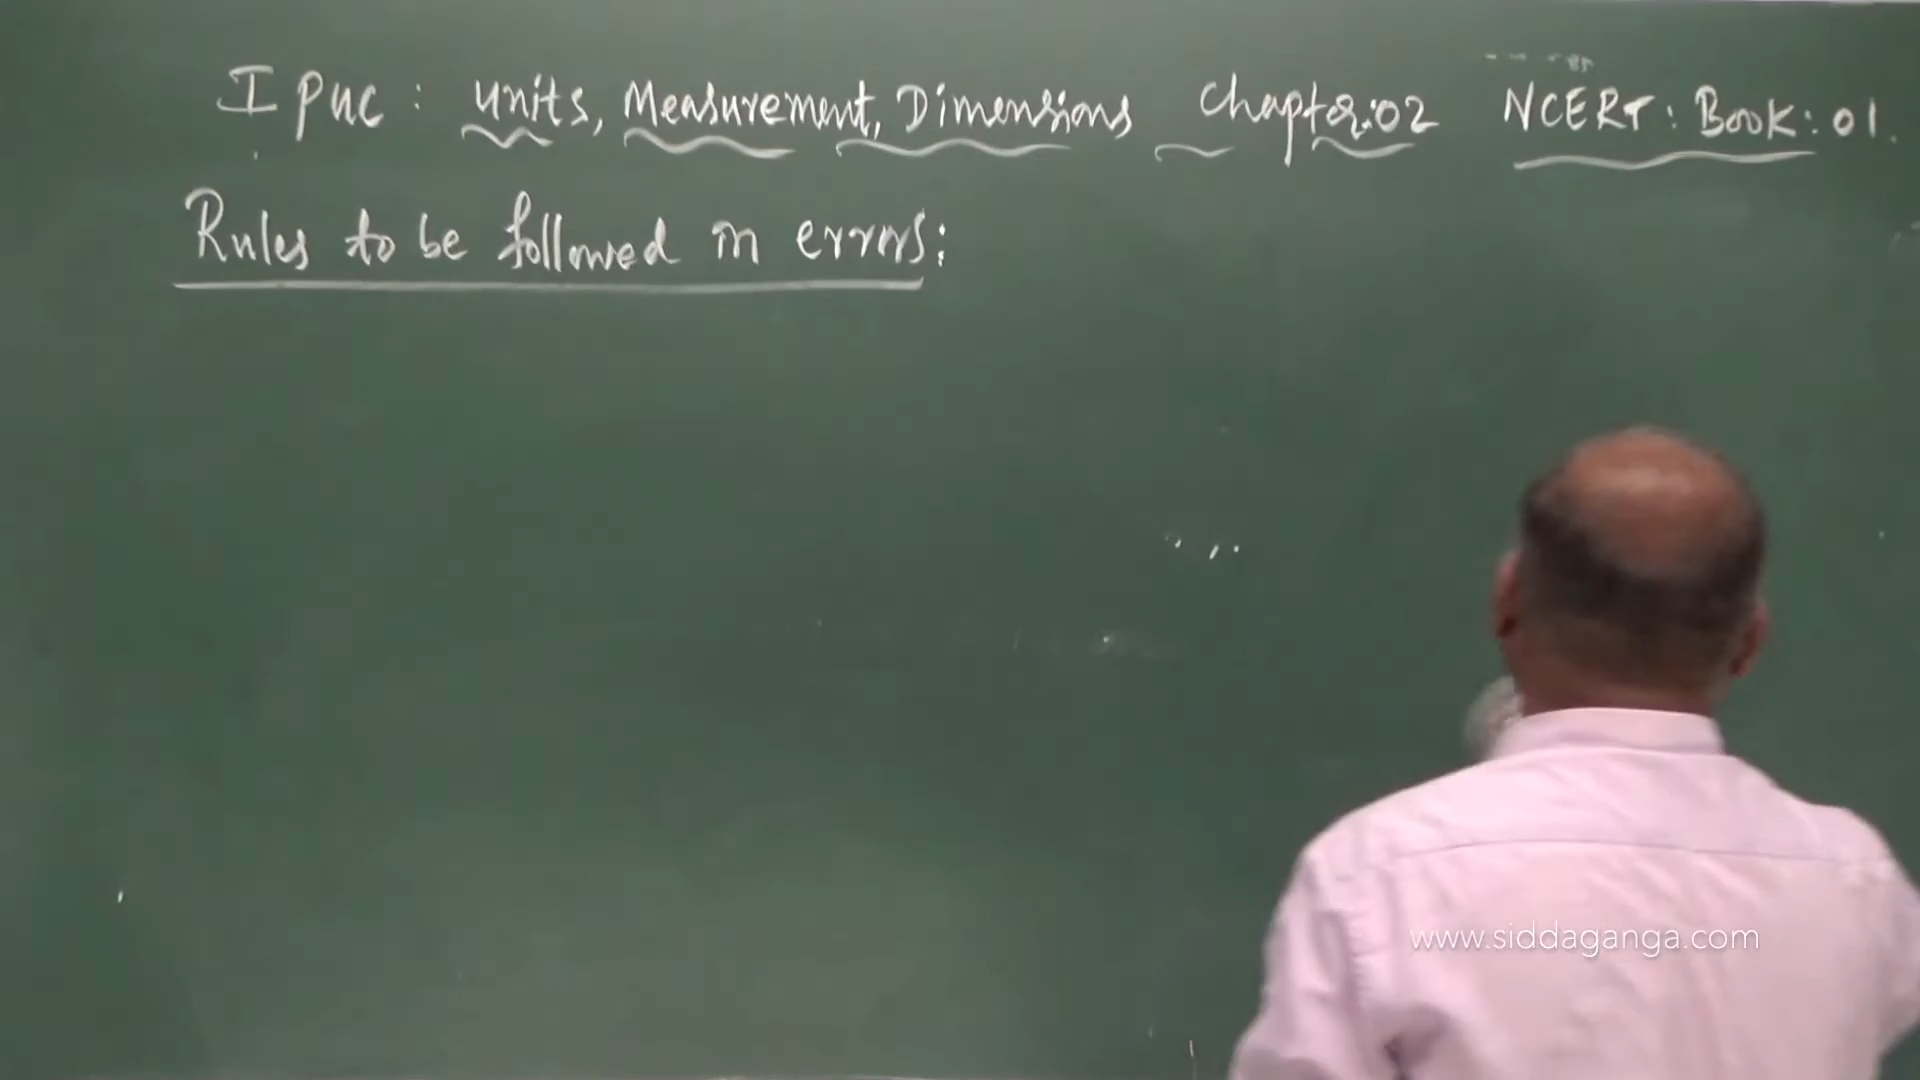 I PUC : units, Measurement, Dimensions Chapter:02 NCERT: Book: 01.
Rules to be followed in errors:
www.siddaganga.com